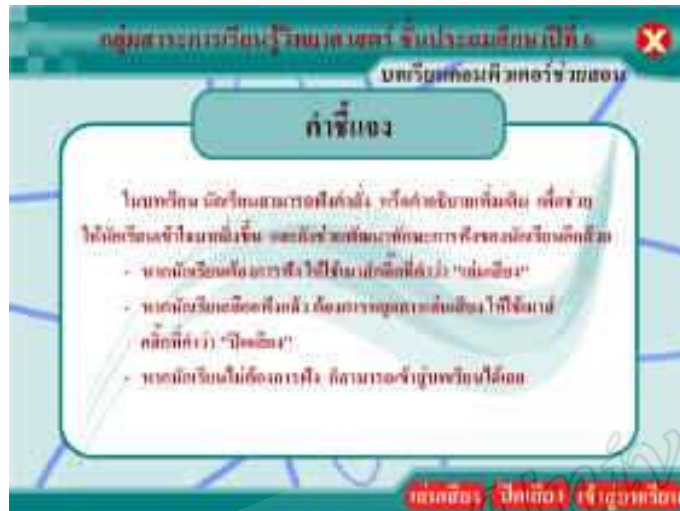 กลุ่มสาระการเรียนรู้วิทยาศาสตร์ ชั้นประถมศึกษาปีที่ 6
บทเรียนคอมพิวเตอร์ช่วยสอน
คำชี้แจง
ในบทเรียน นักเรียนสามารถฟังคำสั่ง หรือคำอธิบายเพิ่มเติม เพื่อช่วย
ให้นักเรียนเข้าใจมากยิ่งขึ้น และยังช่วยพัฒนาทักษะการฟังของนักเรียนอีกด้วย
- หากนักเรียนต้องการฟัง ให้ใช้เมาส์คลิ๊กที่คำว่า "เล่นเสียง"
- หากนักเรียนเลือกฟังแล้ว ต้องการหยุดการเล่นเสียง ให้ใช้เมาส์
คลิ๊กที่คำว่า "ปิดเสียง"
- หากนักเรียนไม่ต้องการฟัง ก็สามารถเข้าสู่บทเรียนได้เลย
เล่นเสียง ปิดเสียง เข้าสู่บทเรียน